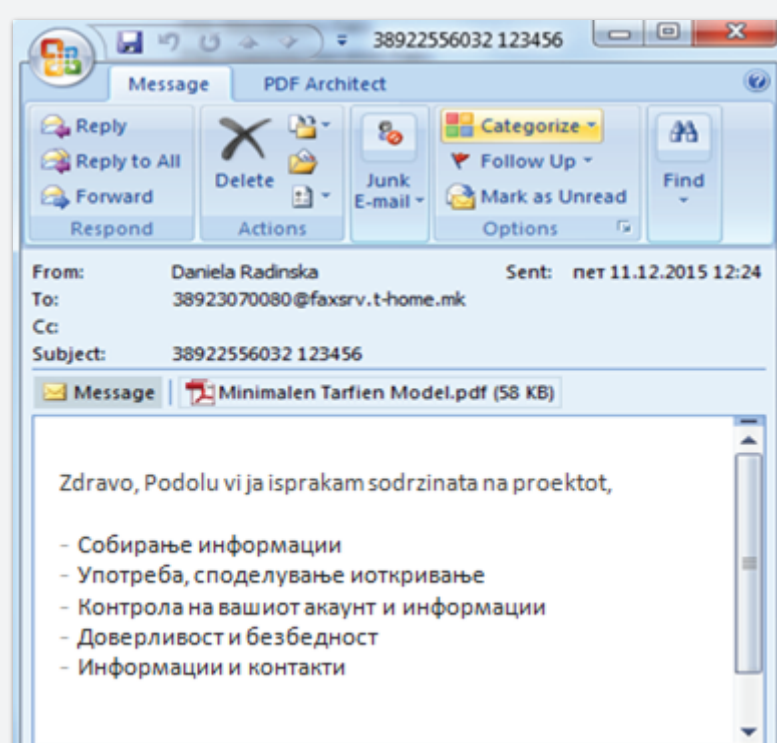 38922556032 123456
Message PDF Architect
Reply
Reply to All
Forward
Respond
Delete
Actions
Junk
E-mail
Categorize
Follow Up
Mark as Unread
Options
Find
From: Daniela Radinska Sent: пет 11.12.2015 12:24
To: 38923070080@faxsrv.t-home.mk
Cc:
Subject: 38922556032 123456
Message Minimalen Tarfien Model.pdf (58 KB)
Zdravo, Podolu vi ja isprakam sodrzinata na proektot,
- Собирање информации
- Употреба, споделување иоткривање
- Контрола на вашиот акаунт и информации
- Доверливост и безбедност
- Информации и контакти